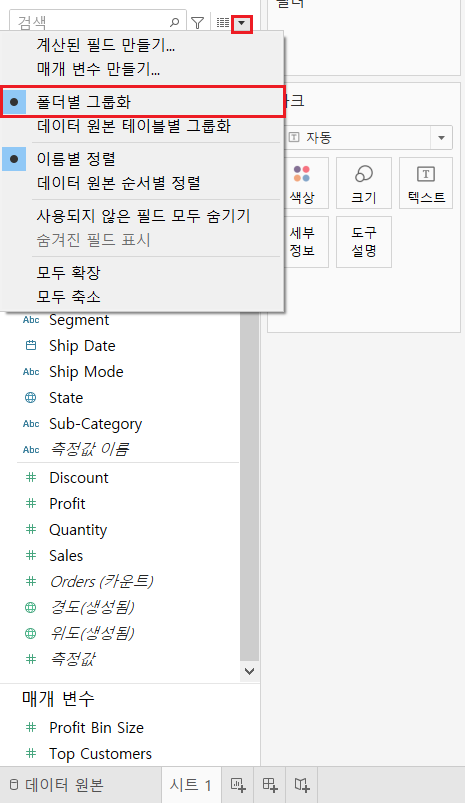 필터
검색
계산된 필드 만들기...
매개 변수 만들기...
폴더별 그룹화
데이터 원본 테이블별 그룹화
이름별 정렬
데이터 원본 순서별 정렬
사용되지 않은 필드 모두 숨기기
숨겨진 필드 표시
모두 확장
모두 축소
마크
자동
색상
크기
텍스트
세부
정보
도구
설명
Abc Segment
Ship Date
Abc Ship Mode
State
Abc Sub-Category
Abc 측정값 이름
# Discount
# Profit
# Quantity
# Sales
# Orders (카운트)
경도(생성됨)
위도(생성됨)
# 측정값
매개 변수
# Profit Bin Size
# Top Customers
데이터 원본
시트 1